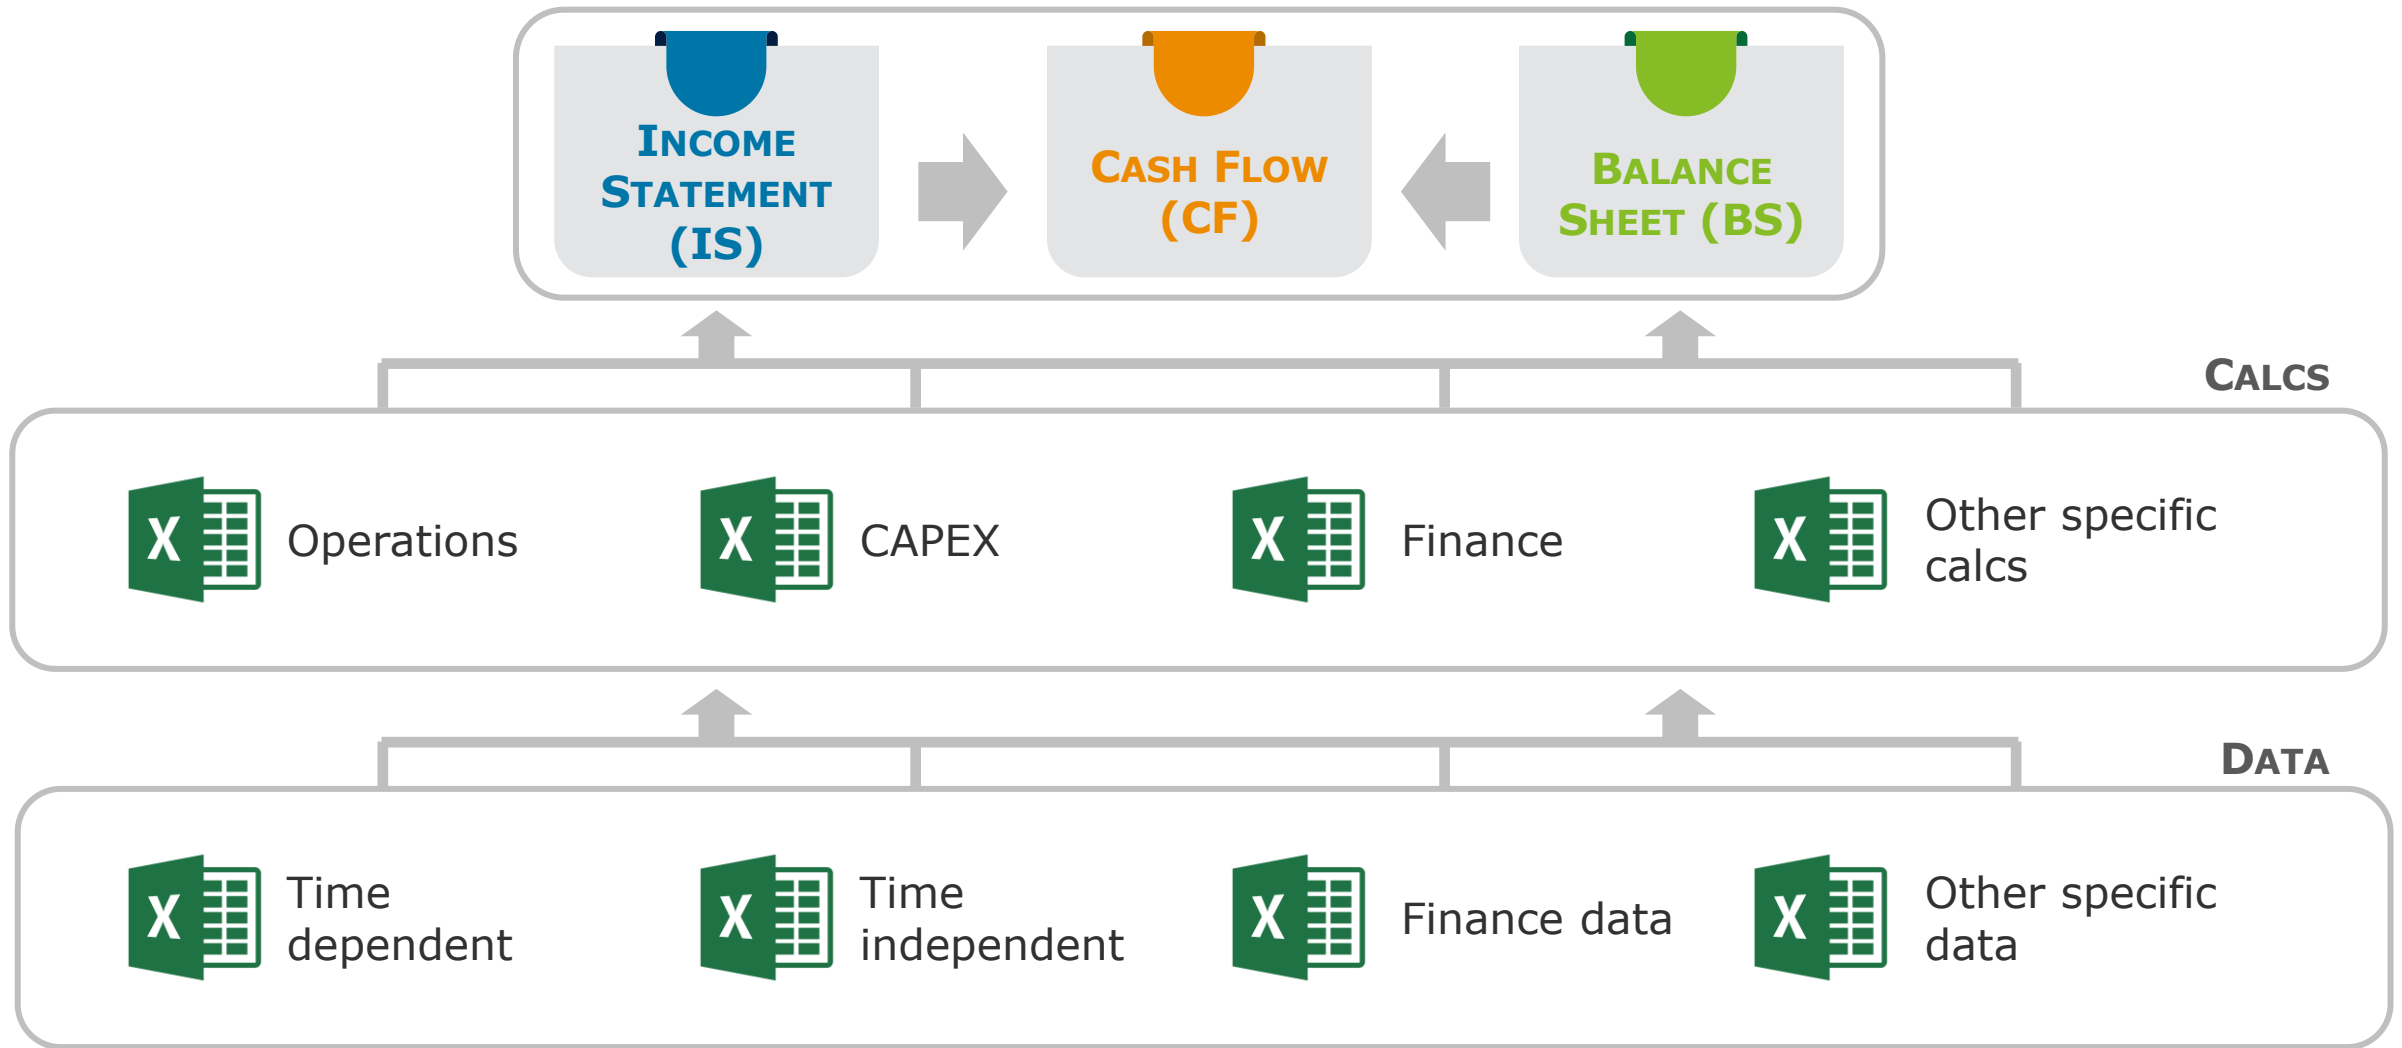 INCOME
STATEMENT
(IS)
CASH FLOW
(CF)
BALANCE
SHEET (BS)
CALCS
X Operations
X CAPEX
X Finance
X Other specific
calcs
DATA
X Time
dependent
X Time
independent
X Finance data
X Other specific
data